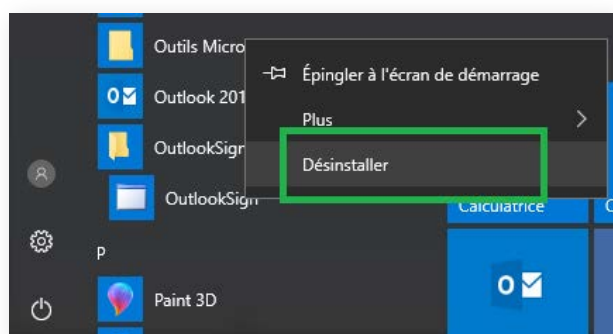 Outils Micro
Épingler à l'écran de démarrage
Outlook 201
Plus
OutlookSign
Désinstaller
OutlookSign
Calculatrice
P
Paint 3D